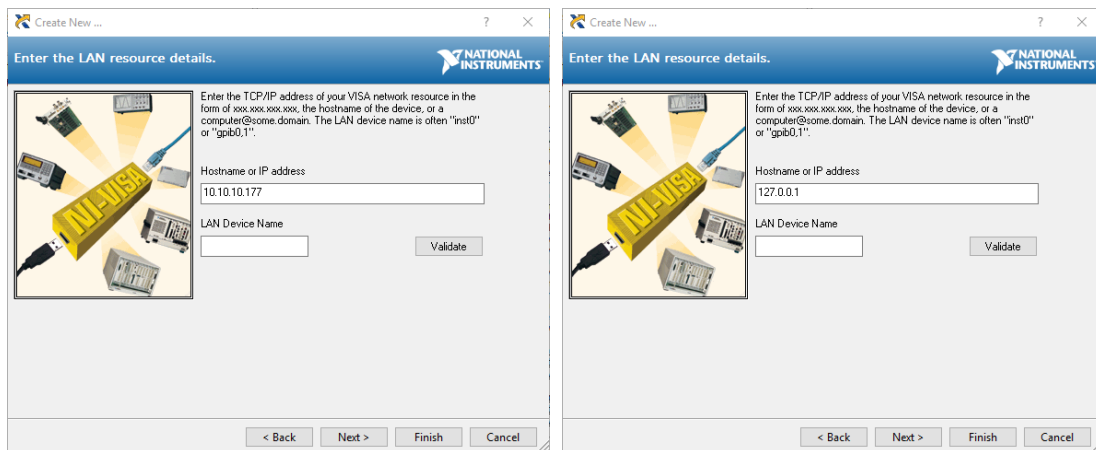 Create New ...
Enter the LAN resource details.
NATIONAL
INSTRUMENTS
Enter the TCP/IP address of your VISA network resource in the
form of xxx.xxx.xxx.xxx, the hostname of the device, or a
computer@some.domain. The LAN device name is often "inst0"
or "gpib0,1".
NI-VISA
Hostname or IP address
10.10.10.177
LAN Device Name
Validate
< Back Next > Finish Cancel
Create New ...
Enter the LAN resource details.
NATIONAL
INSTRUMENTS
Enter the TCP/IP address of your VISA network resource in the
form of xxx.xxx.xxx.xxx, the hostname of the device, or a
computer@some.domain. The LAN device name is often "inst0"
or "gpib0,1".
NI-VISA
Hostname or IP address
127.0.0.1
LAN Device Name
Validate
< Back Next > Finish Cancel